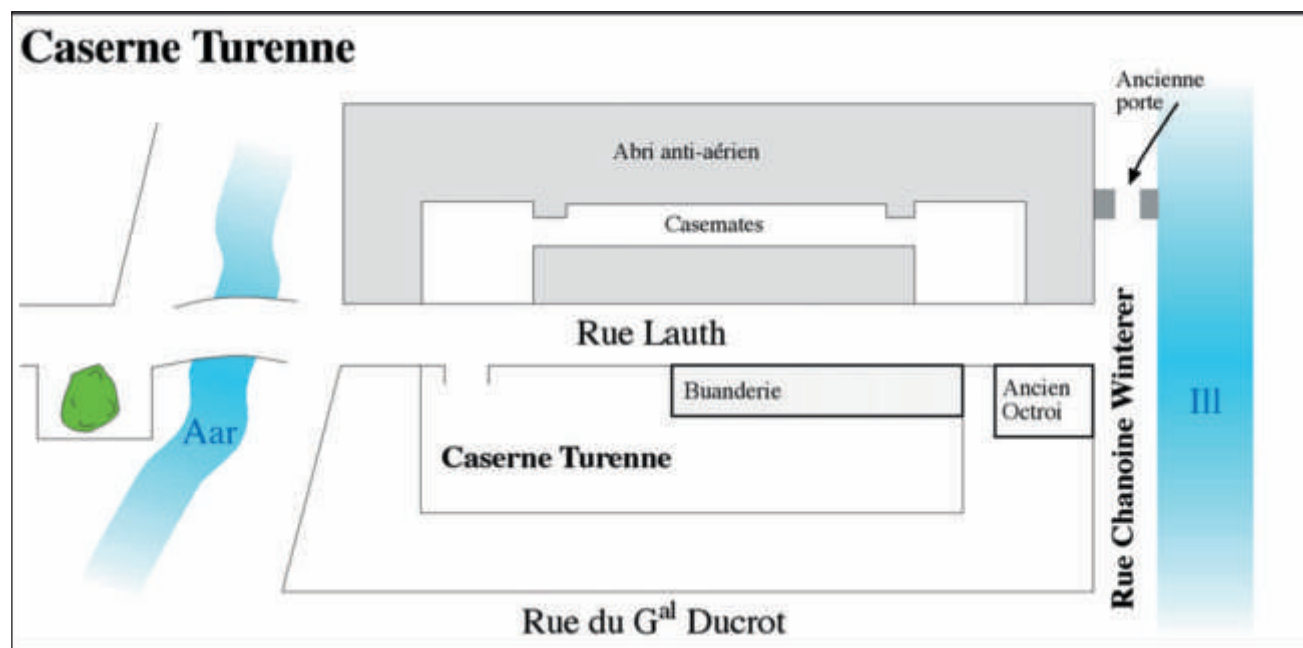 Caserne Turenne
Ancienne
porte
Abri anti-aérien
Casemates
Rue Lauth
Buanderie
Ancien
Octroi
Aar
Caserne Turenne
Rue Chanoine Winterer
Ill
Rue du Gal Ducrot